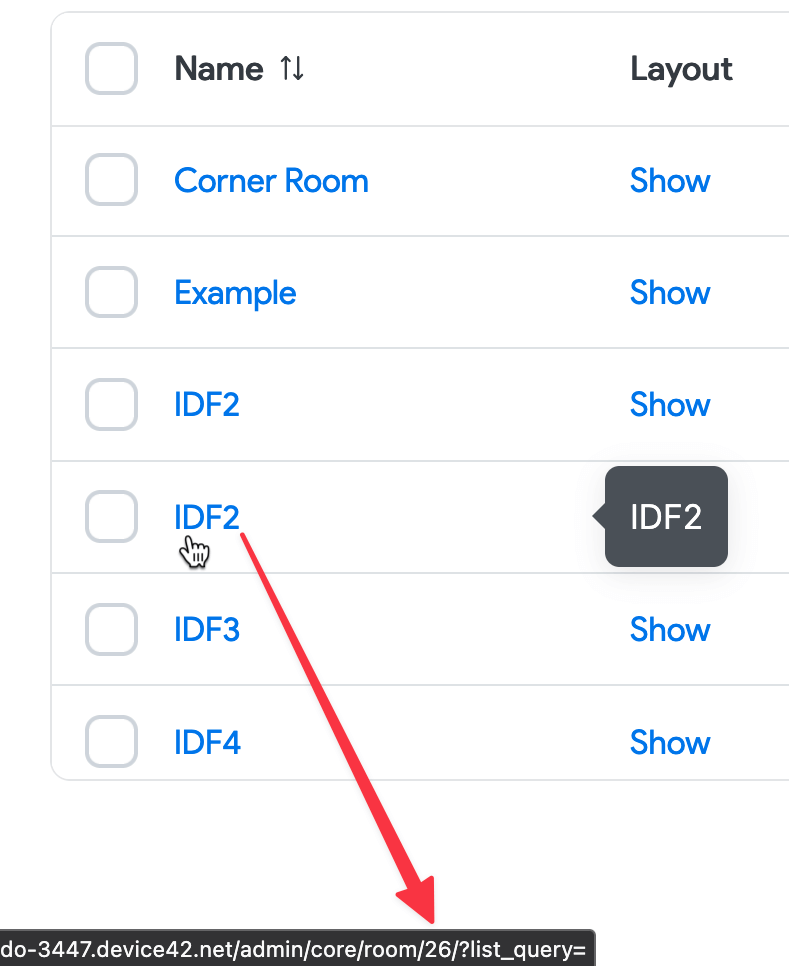 Name ↑↓ Layout
Corner Room Show
Example Show
IDF2 Show
IDF2 IDF2
IDF3 Show
IDF4 Show
do-3447.device42.net/admin/core/room/26/?list_query=